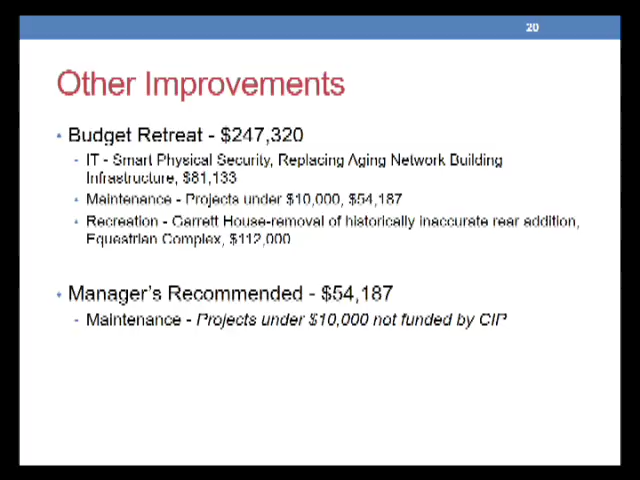 20
Other Improvements
• Budget Retreat - $247,320
- IT - Smart Physical Security, Replacing Aging Network Building
Infrastructure, $81,133
• Maintenance - Projects under $10,000, $54,187
• Recreation - Garrett House-removal of historically inaccurate rear addition,
Equestrian Complex, $112,000
• Manager's Recommended - $54,187
- Maintenance - Projects under $10,000 not funded by CIP